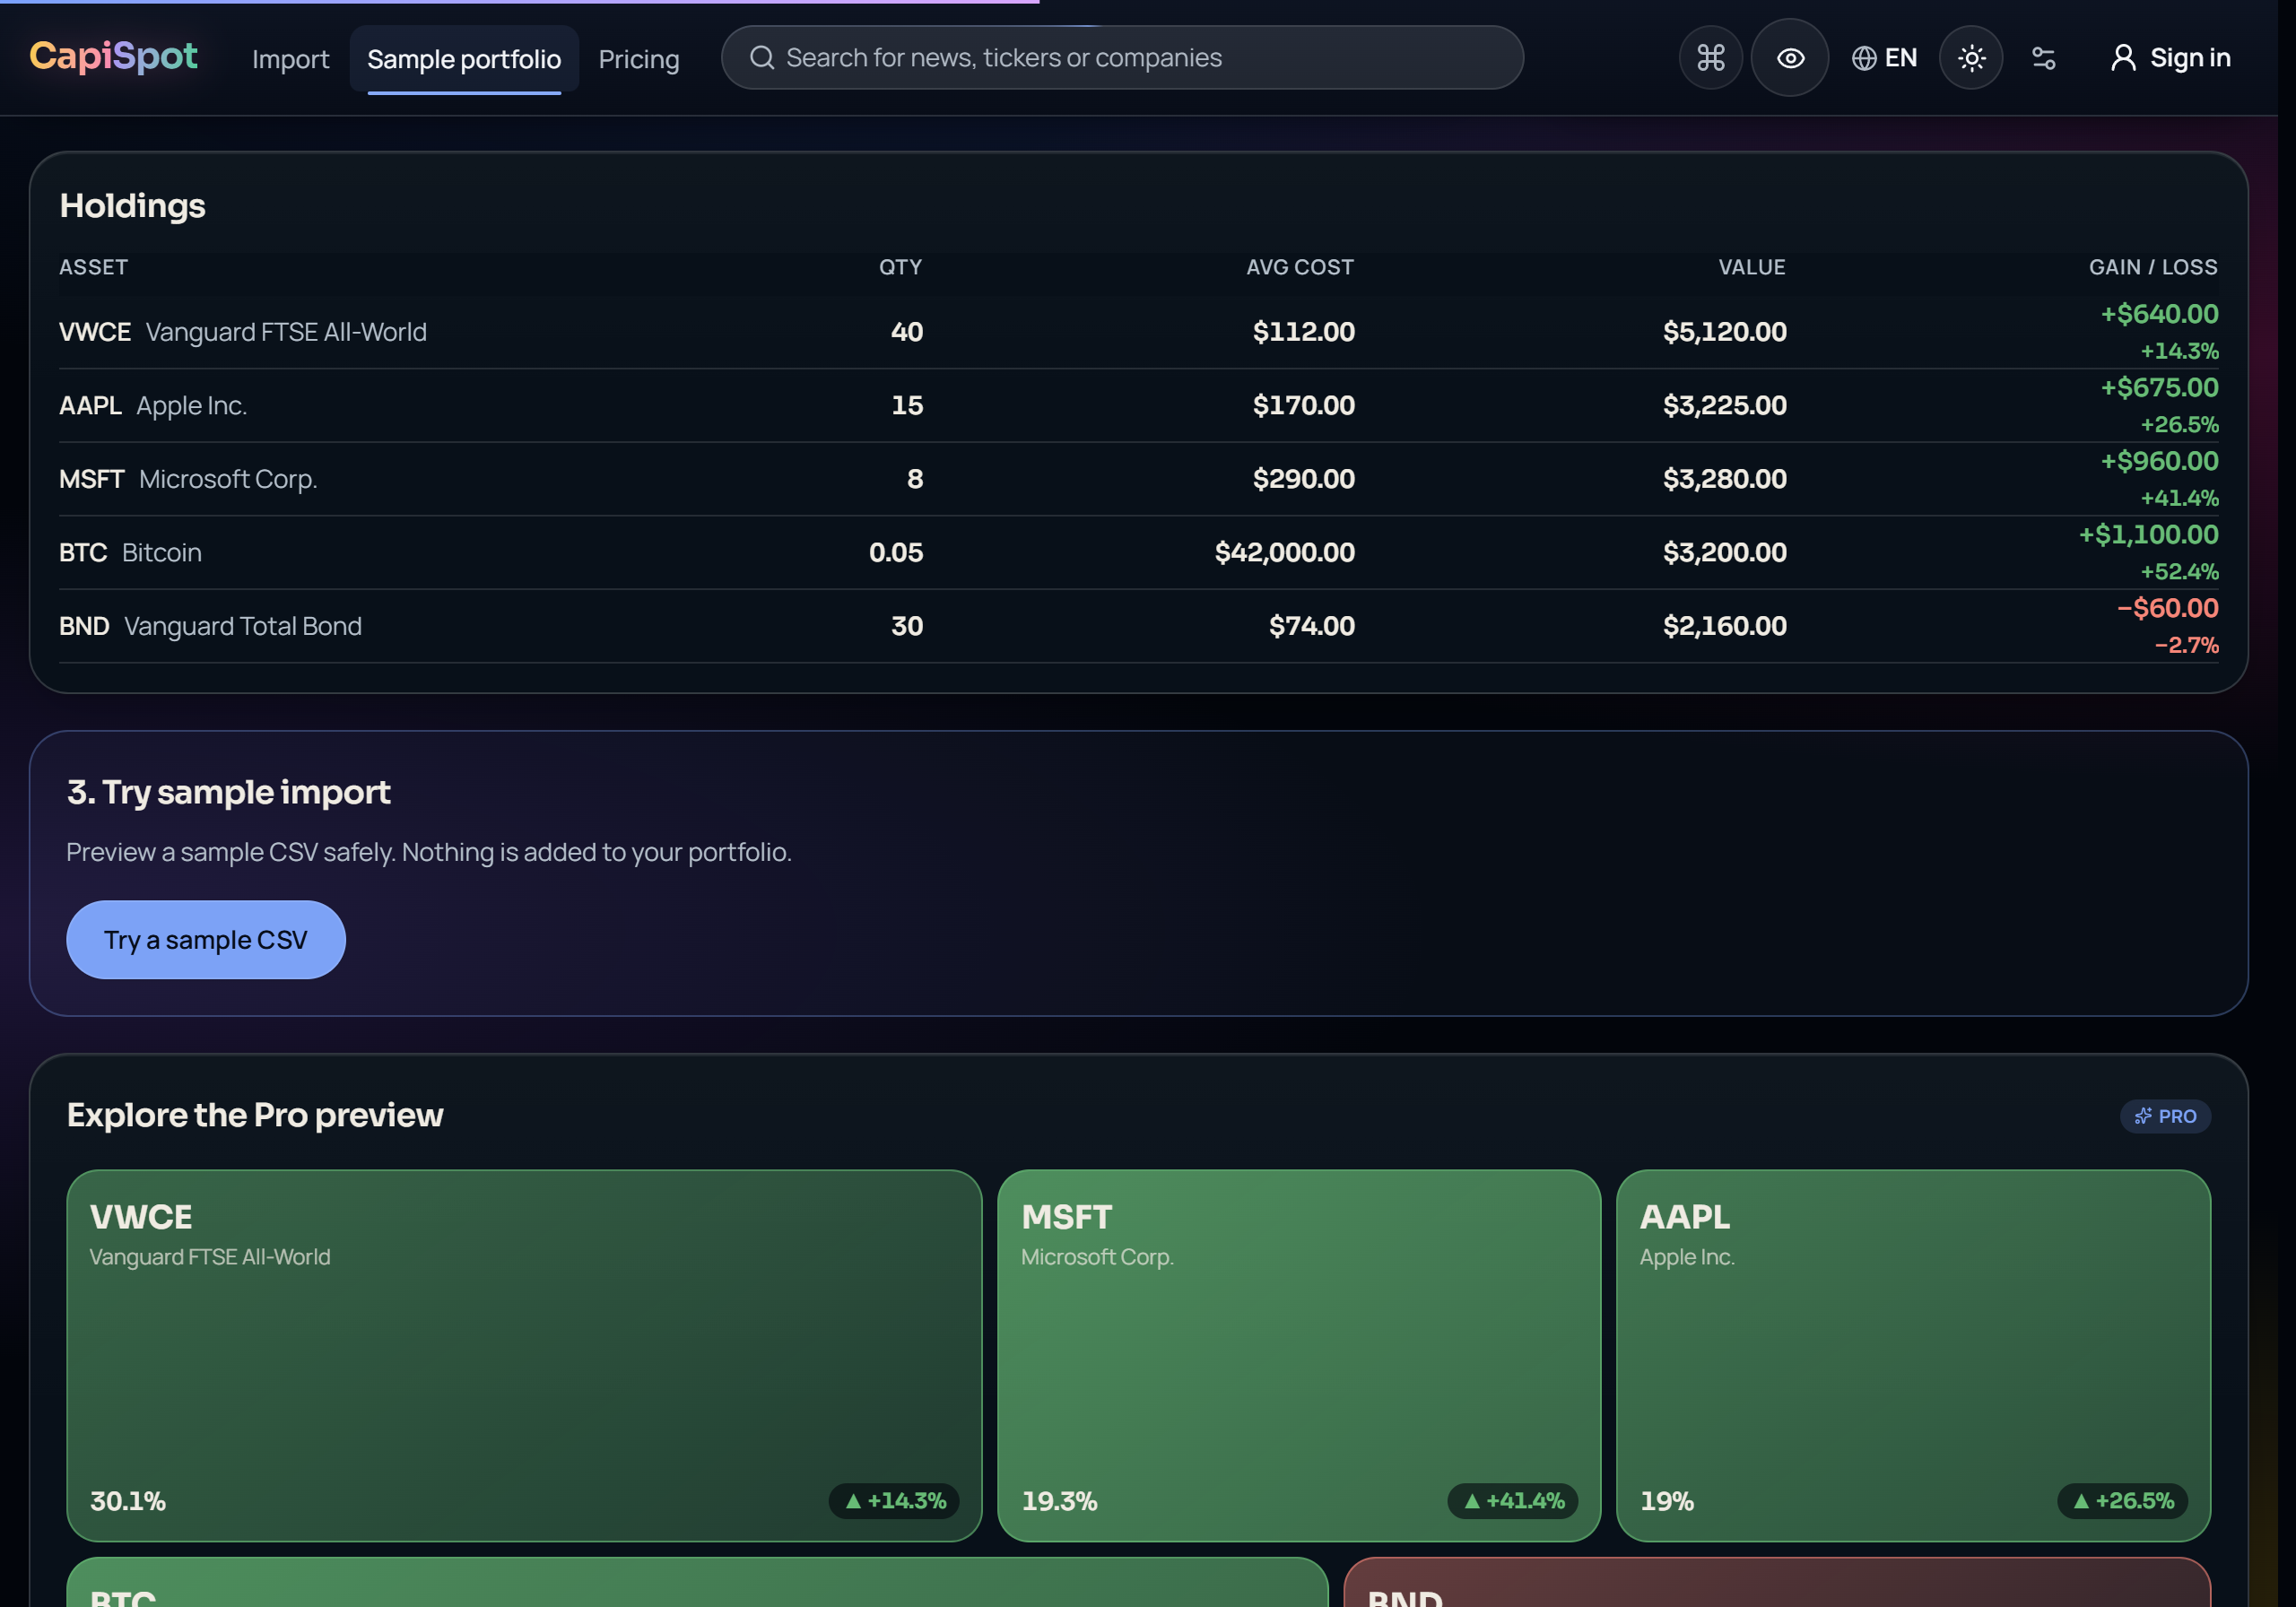 CapiSpot Import Sample portfolio Pricing Search for news, tickers or companies EN Sign in
Holdings
ASSET QTY AVG COST VALUE GAIN / LOSS
VWCE Vanguard FTSE All-World 40 $112.00 $5,120.00 +$640.00
+14.3%
AAPL Apple Inc. 15 $170.00 $3,225.00 +$675.00
+26.5%
MSFT Microsoft Corp. 8 $290.00 $3,280.00 +$960.00
+41.4%
BTC Bitcoin 0.05 $42,000.00 $3,200.00 +$1,100.00
+52.4%
BND Vanguard Total Bond 30 $74.00 $2,160.00 −$60.00
−2.7%
3. Try sample import
Preview a sample CSV safely. Nothing is added to your portfolio.
Try a sample CSV
Explore the Pro preview PRO
VWCE MSFT AAPL
Vanguard FTSE All-World Microsoft Corp. Apple Inc.
30.1% ▲ +14.3% 19.3% ▲ +41.4% 19% ▲ +26.5%
BTC BND